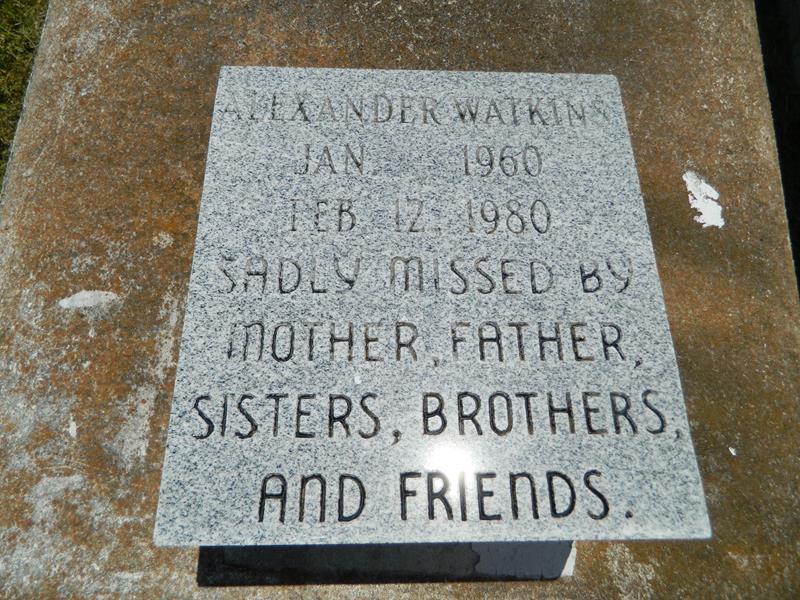 ALEXANDER WATKINS
JAN. 1960
FEB. 12 1980
SADLY MISSED BY
MOTHER, FATHER,
SISTERS, BROTHERS,
AND FRIENDS.